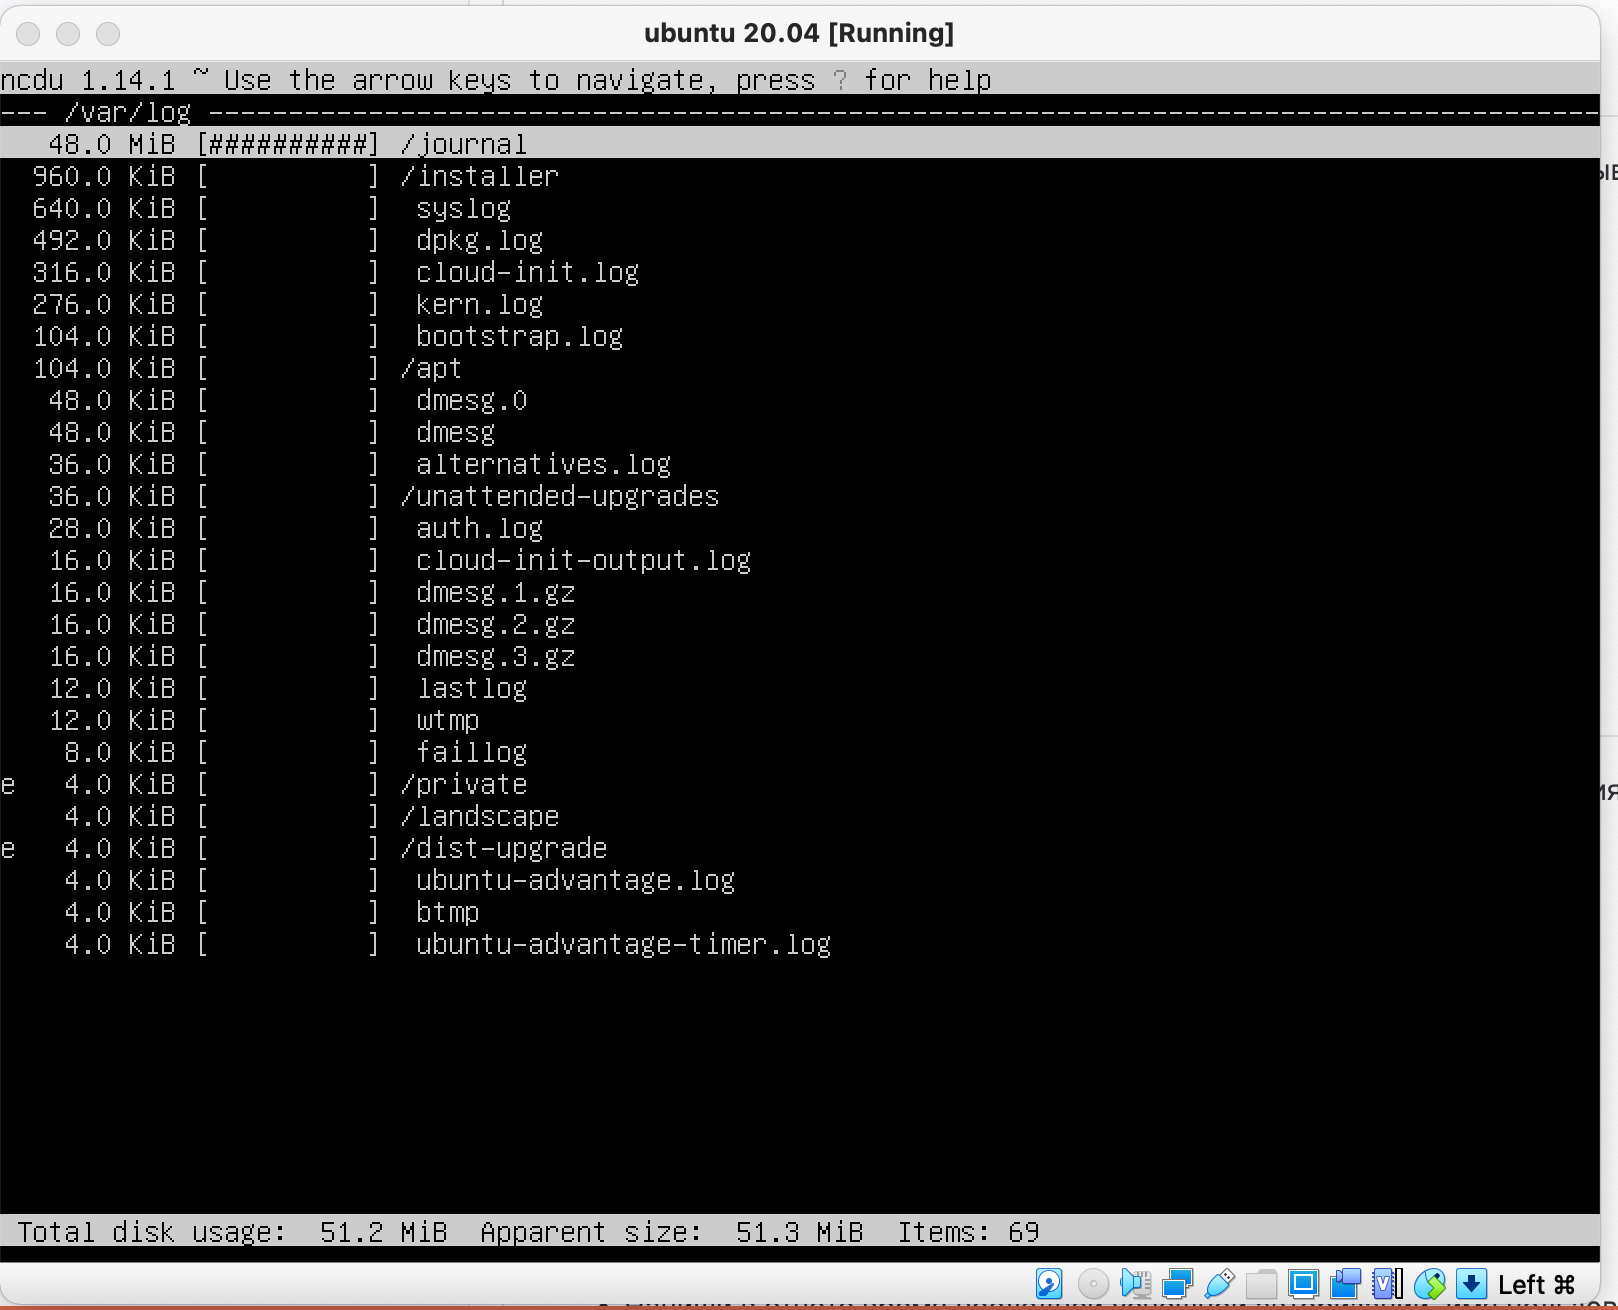 ubuntu 20.04 [Running]
ncdu 1.14.1 ~ Use the arrow keys to navigate, press ? for help
--- /var/log ---------------------------------------------------------------------------------------
48.0 MiB [##########] /journal
960.0 KiB [          ] /installer
640.0 KiB [          ]  syslog
492.0 KiB [          ]  dpkg.log
316.0 KiB [          ]  cloud-init.log
276.0 KiB [          ]  kern.log
104.0 KiB [          ]  bootstrap.log
104.0 KiB [          ] /apt
48.0 KiB [          ]  dmesg.0
48.0 KiB [          ]  dmesg
36.0 KiB [          ]  alternatives.log
36.0 KiB [          ] /unattended-upgrades
28.0 KiB [          ]  auth.log
16.0 KiB [          ]  cloud-init-output.log
16.0 KiB [          ]  dmesg.1.gz
16.0 KiB [          ]  dmesg.2.gz
16.0 KiB [          ]  dmesg.3.gz
12.0 KiB [          ]  lastlog
12.0 KiB [          ]  wtmp
8.0 KiB [          ]  faillog
e 4.0 KiB [          ] /private
4.0 KiB [          ] /landscape
e 4.0 KiB [          ] /dist-upgrade
4.0 KiB [          ]  ubuntu-advantage.log
4.0 KiB [          ]  btmp
4.0 KiB [          ]  ubuntu-advantage-timer.log
Total disk usage:  51.2 MiB  Apparent size:  51.3 MiB  Items: 69
Left ⌘